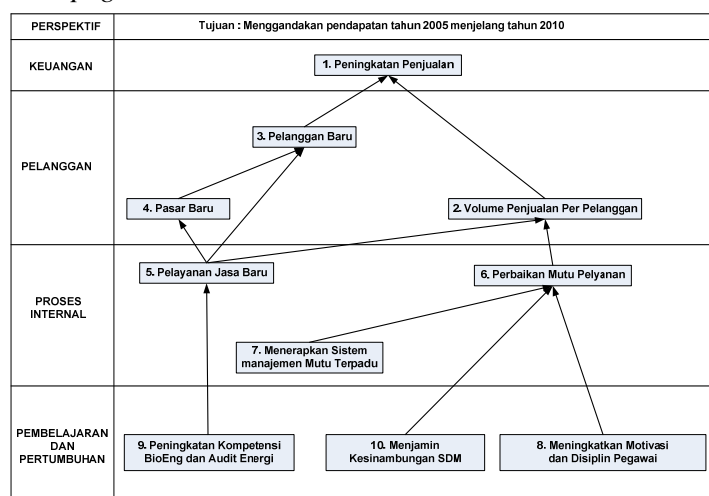 PERSPEKTIF
Tujuan : Menggandakan pendapatan tahun 2005 menjelang tahun 2010
KEUANGAN
1. Peningkatan Penjualan
PELANGGAN
3. Pelanggan Baru
4. Pasar Baru
2. Volume Penjualan Per Pelanggan
PROSES
INTERNAL
5. Pelayanan Jasa Baru
6. Perbaikan Mutu Pelyanan
7. Menerapkan Sistem
manajemen Mutu Terpadu
PEMBELAJARAN
DAN
PERTUMBUHAN
9. Peningkatan Kompetensi
BioEng dan Audit Energi
10. Menjamin
Kesinambungan SDM
8. Meningkatkan Motivasi
dan Disiplin Pegawai